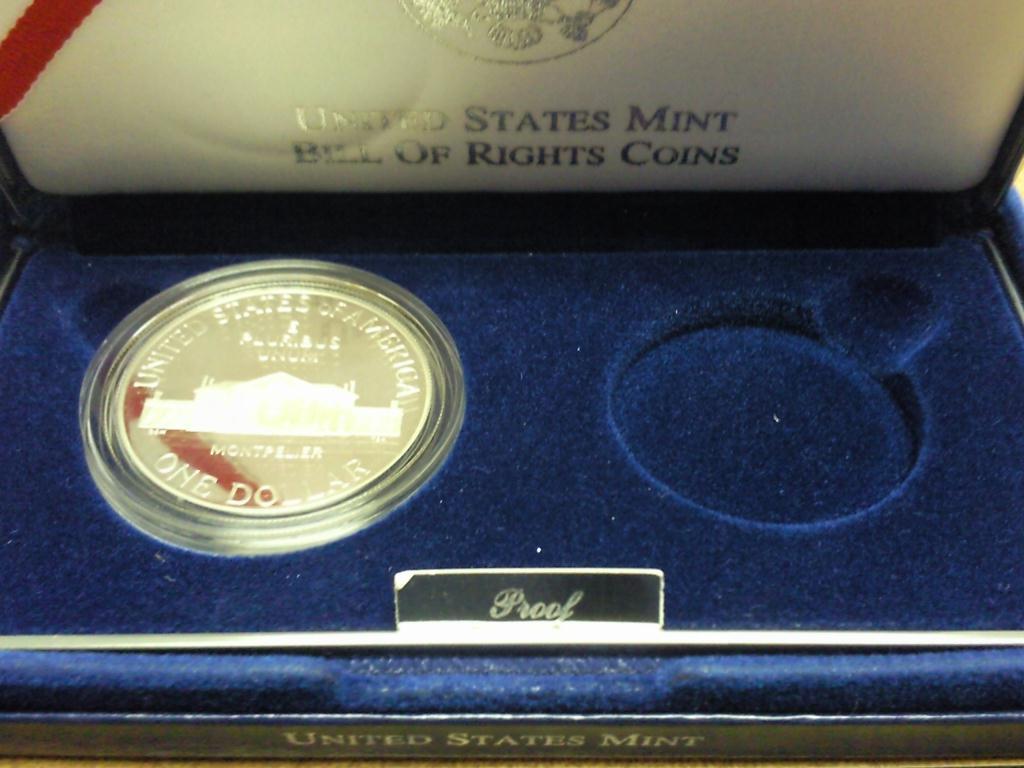 UNITED STATES MINT
BILL OF RIGHTS COINS
UNITED STATES OF AMERICA
E
PLURIBUS
UNUM
MONTPELIER
ONE DOLLAR
Proof
UNITED STATES MINT